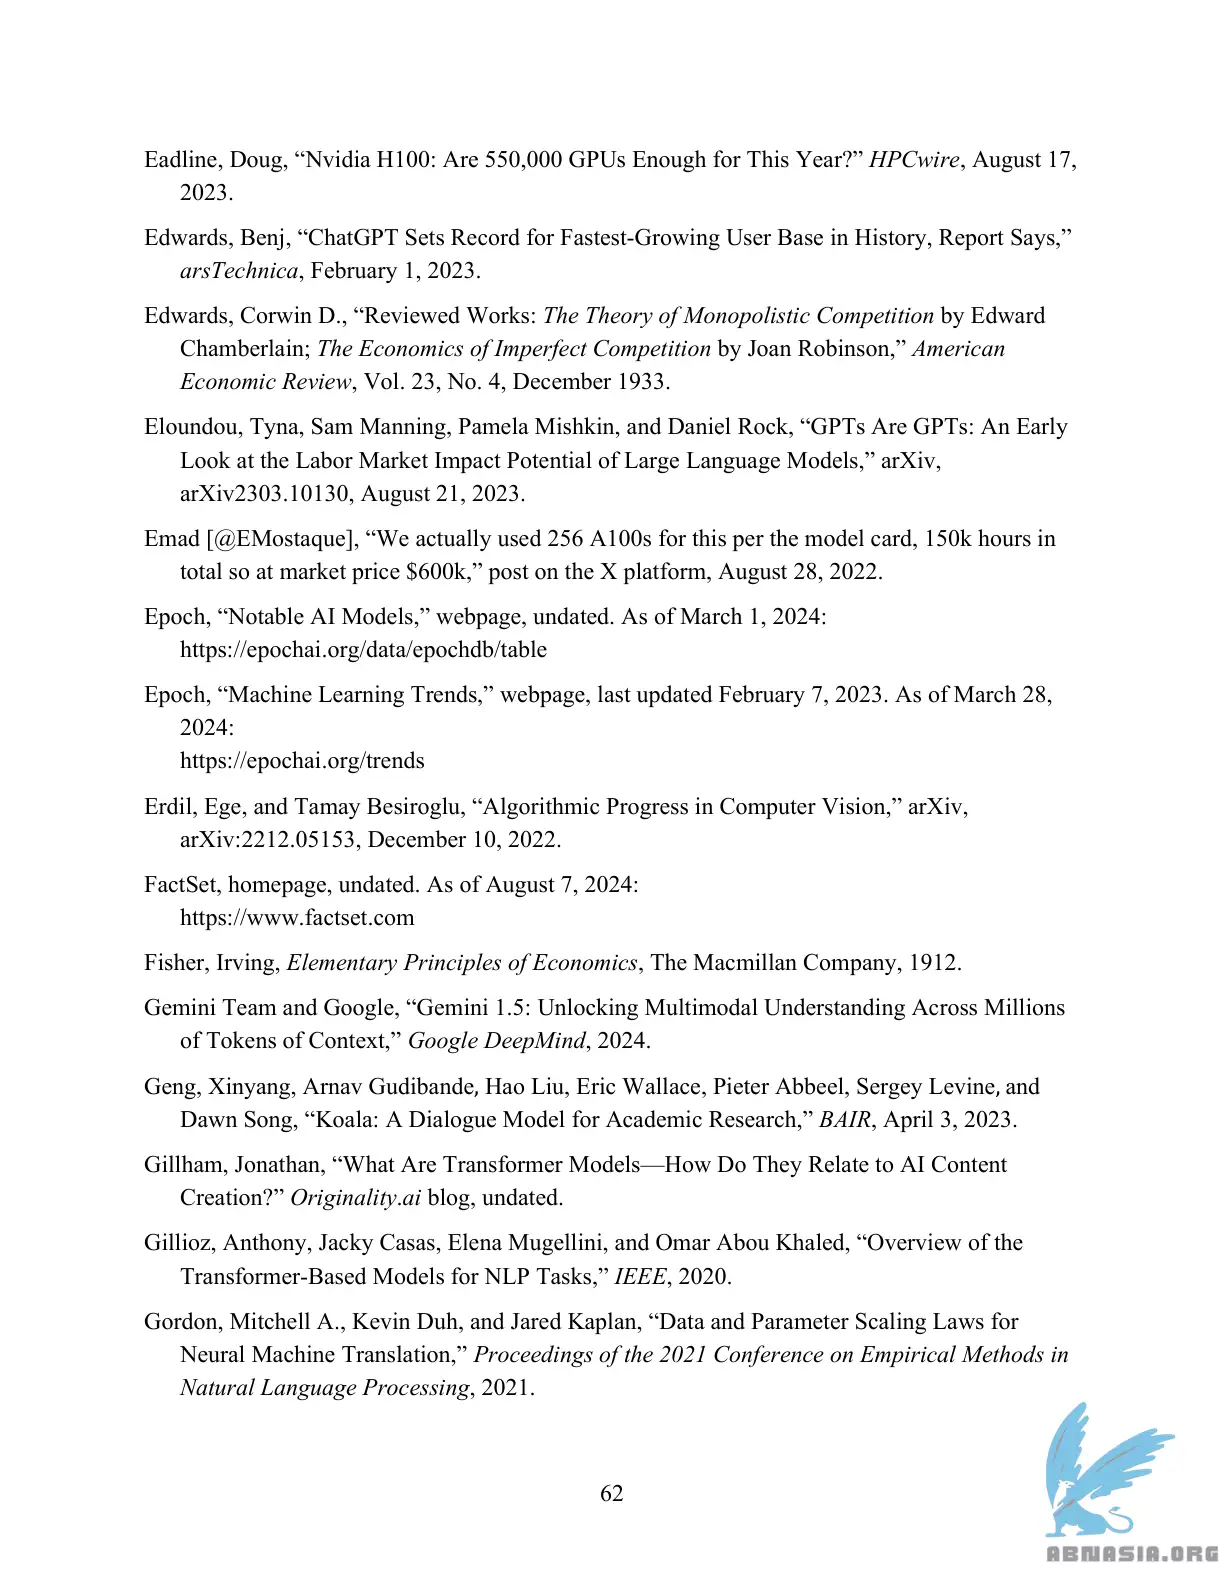 Eadline, Doug, “Nvidia H100: Are 550,000 GPUs Enough for This Year?” HPCwire, August 17,
2023.
Edwards, Benj, “ChatGPT Sets Record for Fastest-Growing User Base in History, Report Says,”
arsTechnica, February 1, 2023.
Edwards, Corwin D., “Reviewed Works: The Theory of Monopolistic Competition by Edward
Chamberlain; The Economics of Imperfect Competition by Joan Robinson,” American
Economic Review, Vol. 23, No. 4, December 1933.
Eloundou, Tyna, Sam Manning, Pamela Mishkin, and Daniel Rock, “GPTs Are GPTs: An Early
Look at the Labor Market Impact Potential of Large Language Models,” arXiv,
arXiv2303.10130, August 21, 2023.
Emad [@EMostaque], “We actually used 256 A100s for this per the model card, 150k hours in
total so at market price $600k,” post on the X platform, August 28, 2022.
Epoch, “Notable AI Models,” webpage, undated. As of March 1, 2024:
https://epochai.org/data/epochdb/table
Epoch, “Machine Learning Trends,” webpage, last updated February 7, 2023. As of March 28,
2024:
https://epochai.org/trends
Erdil, Ege, and Tamay Besiroglu, “Algorithmic Progress in Computer Vision,” arXiv,
arXiv:2212.05153, December 10, 2022.
FactSet, homepage, undated. As of August 7, 2024:
https://www.factset.com
Fisher, Irving, Elementary Principles of Economics, The Macmillan Company, 1912.
Gemini Team and Google, “Gemini 1.5: Unlocking Multimodal Understanding Across Millions
of Tokens of Context,” Google DeepMind, 2024.
Geng, Xinyang, Arnav Gudibande, Hao Liu, Eric Wallace, Pieter Abbeel, Sergey Levine, and
Dawn Song, “Koala: A Dialogue Model for Academic Research,” BAIR, April 3, 2023.
Gillham, Jonathan, “What Are Transformer Models—How Do They Relate to AI Content
Creation?” Originality.ai blog, undated.
Gillioz, Anthony, Jacky Casas, Elena Mugellini, and Omar Abou Khaled, “Overview of the
Transformer-Based Models for NLP Tasks,” IEEE, 2020.
Gordon, Mitchell A., Kevin Duh, and Jared Kaplan, “Data and Parameter Scaling Laws for
Neural Machine Translation,” Proceedings of the 2021 Conference on Empirical Methods in
Natural Language Processing, 2021.
62
ABNASIA.ORG